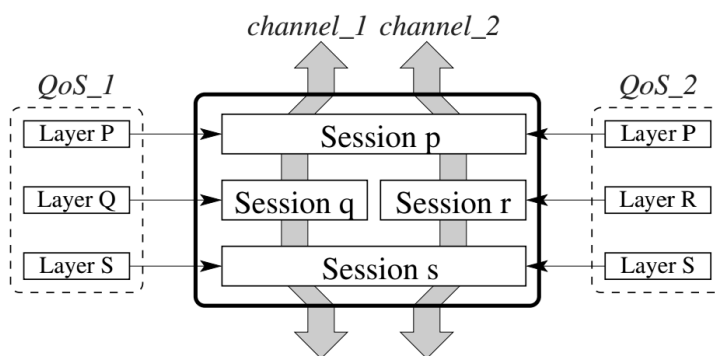 channel_1 channel_2
QoS_1 QoS_2
Layer P Session p Layer P
Layer Q Session q Session r Layer R
Layer S Session s Layer S